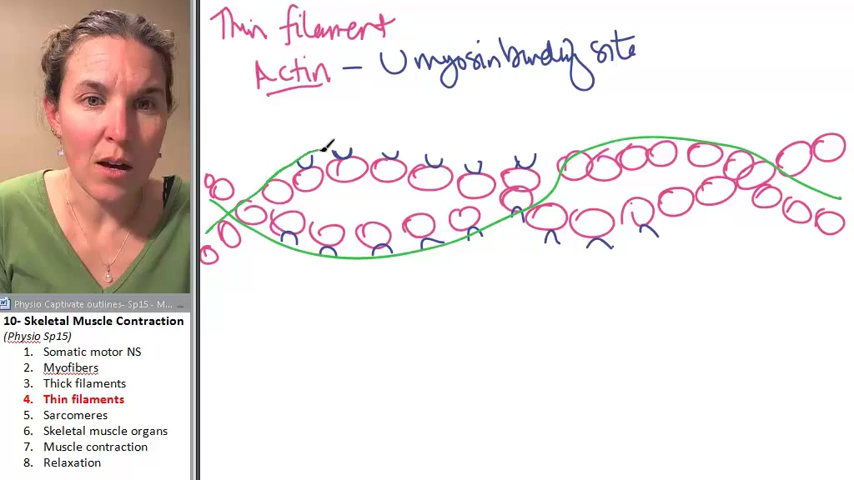 Thin filament
Actin – U myosin binding site
Physio Captivate outlines- Sp15 - M...
10- Skeletal Muscle Contraction
(Physio Sp15)
1. Somatic motor NS
2. Myofibers
3. Thick filaments
4. Thin filaments
5. Sarcomeres
6. Skeletal muscle organs
7. Muscle contraction
8. Relaxation